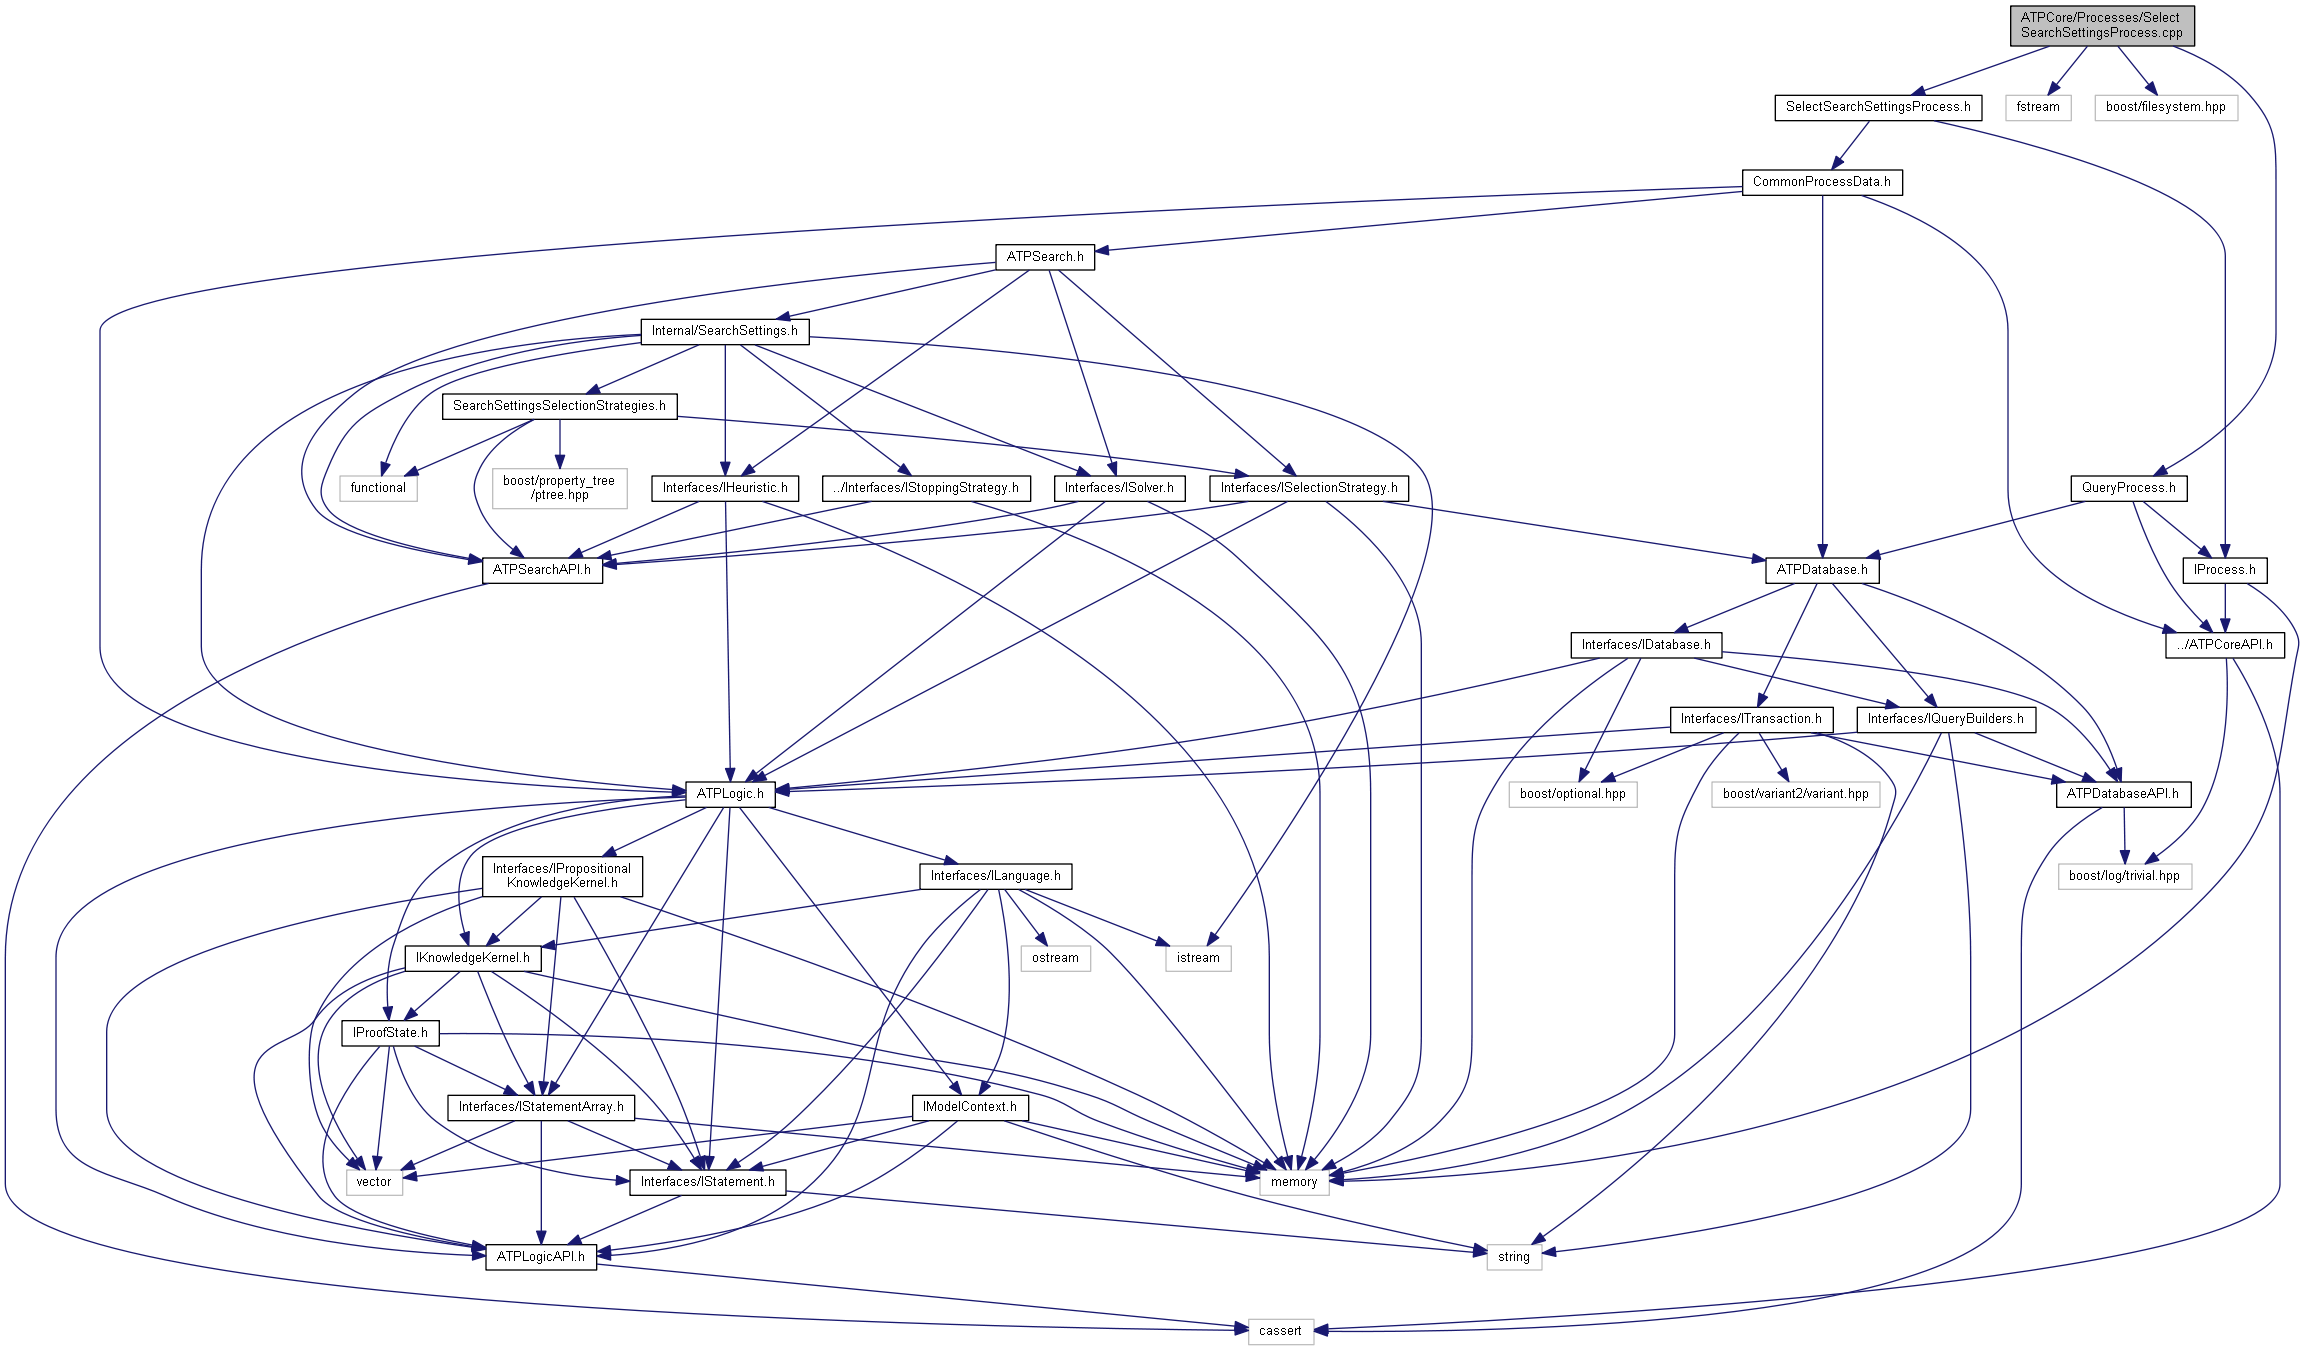 ATPCore/Processes/Select
SearchSettingsProcess.cpp
SelectSearchSettingsProcess.h
fstream
boost/filesystem.hpp
CommonProcessData.h
ATPSearch.h
Internal/SearchSettings.h
SearchSettingsSelectionStrategies.h
functional
boost/property_tree
/ptree.hpp
Interfaces/IHeuristic.h
../Interfaces/IStoppingStrategy.h
Interfaces/ISolver.h
Interfaces/ISelectionStrategy.h
QueryProcess.h
ATPSearchAPI.h
ATPDatabase.h
IProcess.h
Interfaces/IDatabase.h
../ATPCoreAPI.h
Interfaces/ITransaction.h
Interfaces/IQueryBuilders.h
ATPLogic.h
boost/optional.hpp
boost/variant2/variant.hpp
ATPDatabaseAPI.h
Interfaces/IPropositional
KnowledgeKernel.h
Interfaces/ILanguage.h
boost/log/trivial.hpp
IKnowledgeKernel.h
ostream
istream
IProofState.h
Interfaces/IStatementArray.h
IModelContext.h
vector
Interfaces/IStatement.h
memory
ATPLogicAPI.h
string
cassert